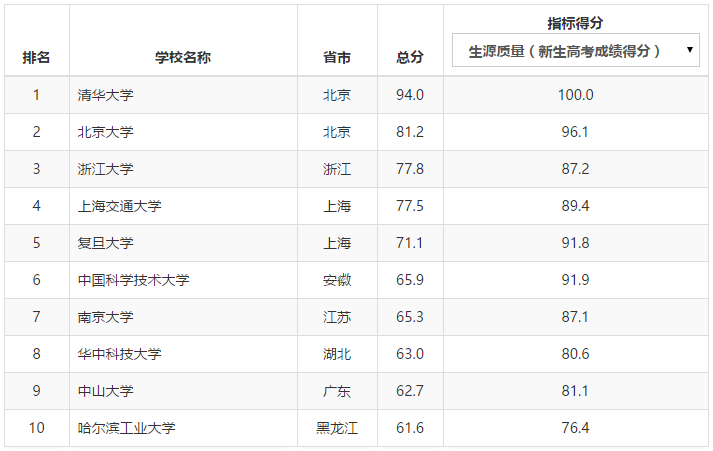 排名 学校名称 省市 总分 指标得分
生源质量（新生高考成绩得分）
1 清华大学 北京 94.0 100.0
2 北京大学 北京 81.2 96.1
3 浙江大学 浙江 77.8 87.2
4 上海交通大学 上海 77.5 89.4
5 复旦大学 上海 71.1 91.8
6 中国科学技术大学 安徽 65.9 91.9
7 南京大学 江苏 65.3 87.1
8 华中科技大学 湖北 63.0 80.6
9 中山大学 广东 62.7 81.1
10 哈尔滨工业大学 黑龙江 61.6 76.4